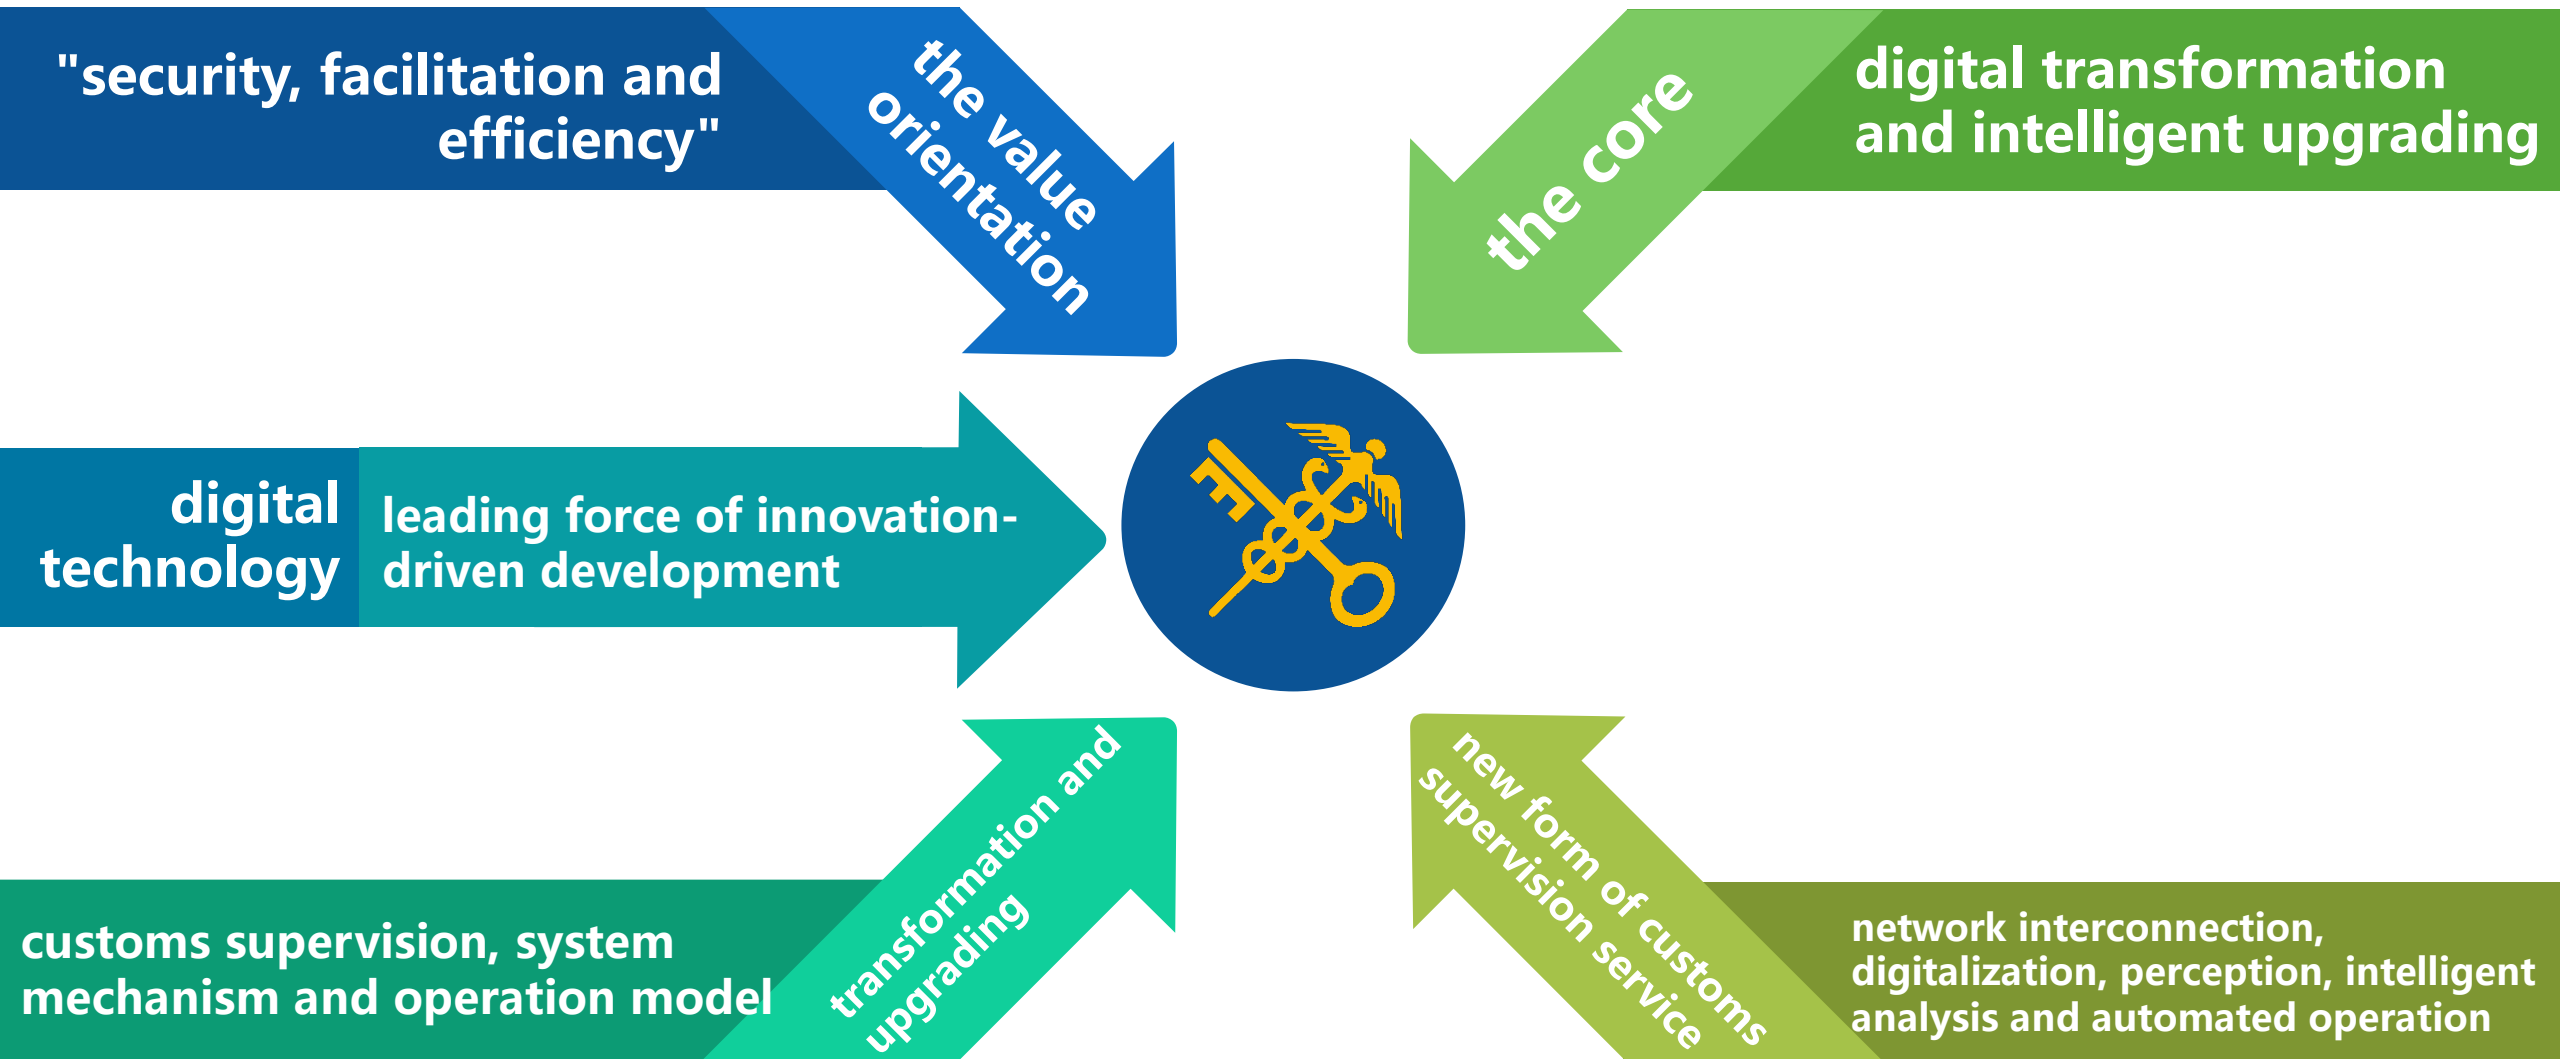 "security, facilitation and
efficiency"
the value
orientation
the core
digital transformation
and intelligent upgrading
digital
technology
leading force of innovation-
driven development
customs supervision, system
mechanism and operation model
transformation and
upgrading
new form of customs
supervision service
network interconnection,
digitalization, perception, intelligent
analysis and automated operation